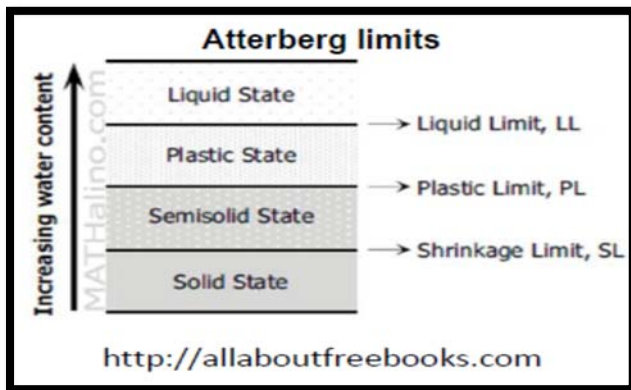 Atterberg limits
Increasing water content
MATHalino.com
Liquid State
Liquid Limit, LL
Plastic State
Plastic Limit, PL
Semisolid State
Shrinkage Limit, SL
Solid State
http://allaboutfreebooks.com